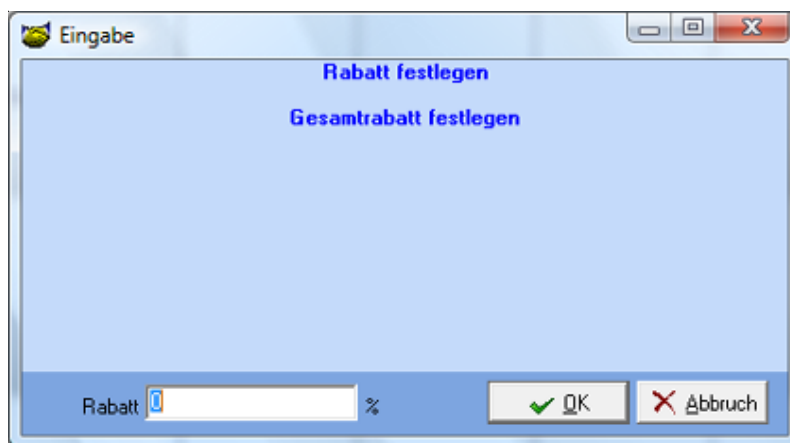 Eingabe
Rabatt festlegen
Gesamtrabatt festlegen
Rabatt 0 % OK Abbruch